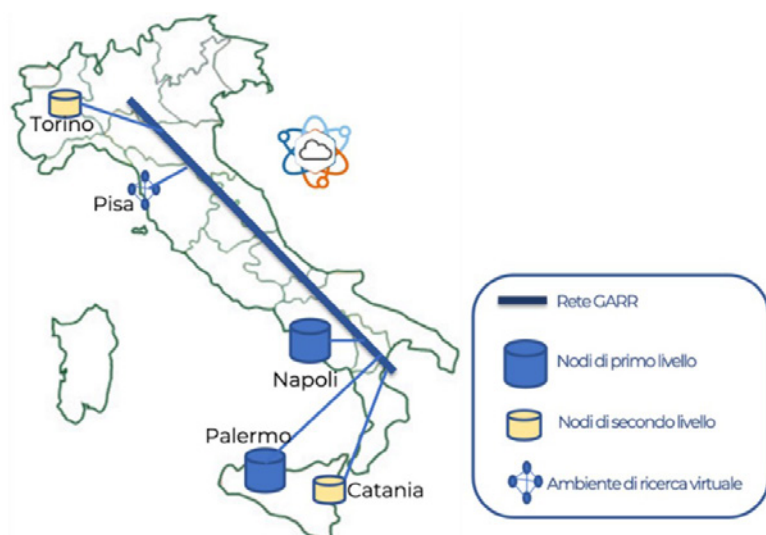 Torino
Pisa
Napoli
Palermo
Catania
Rete GARR
Nodi di primo livello
Nodi di secondo livello
Ambiente di ricerca virtuale